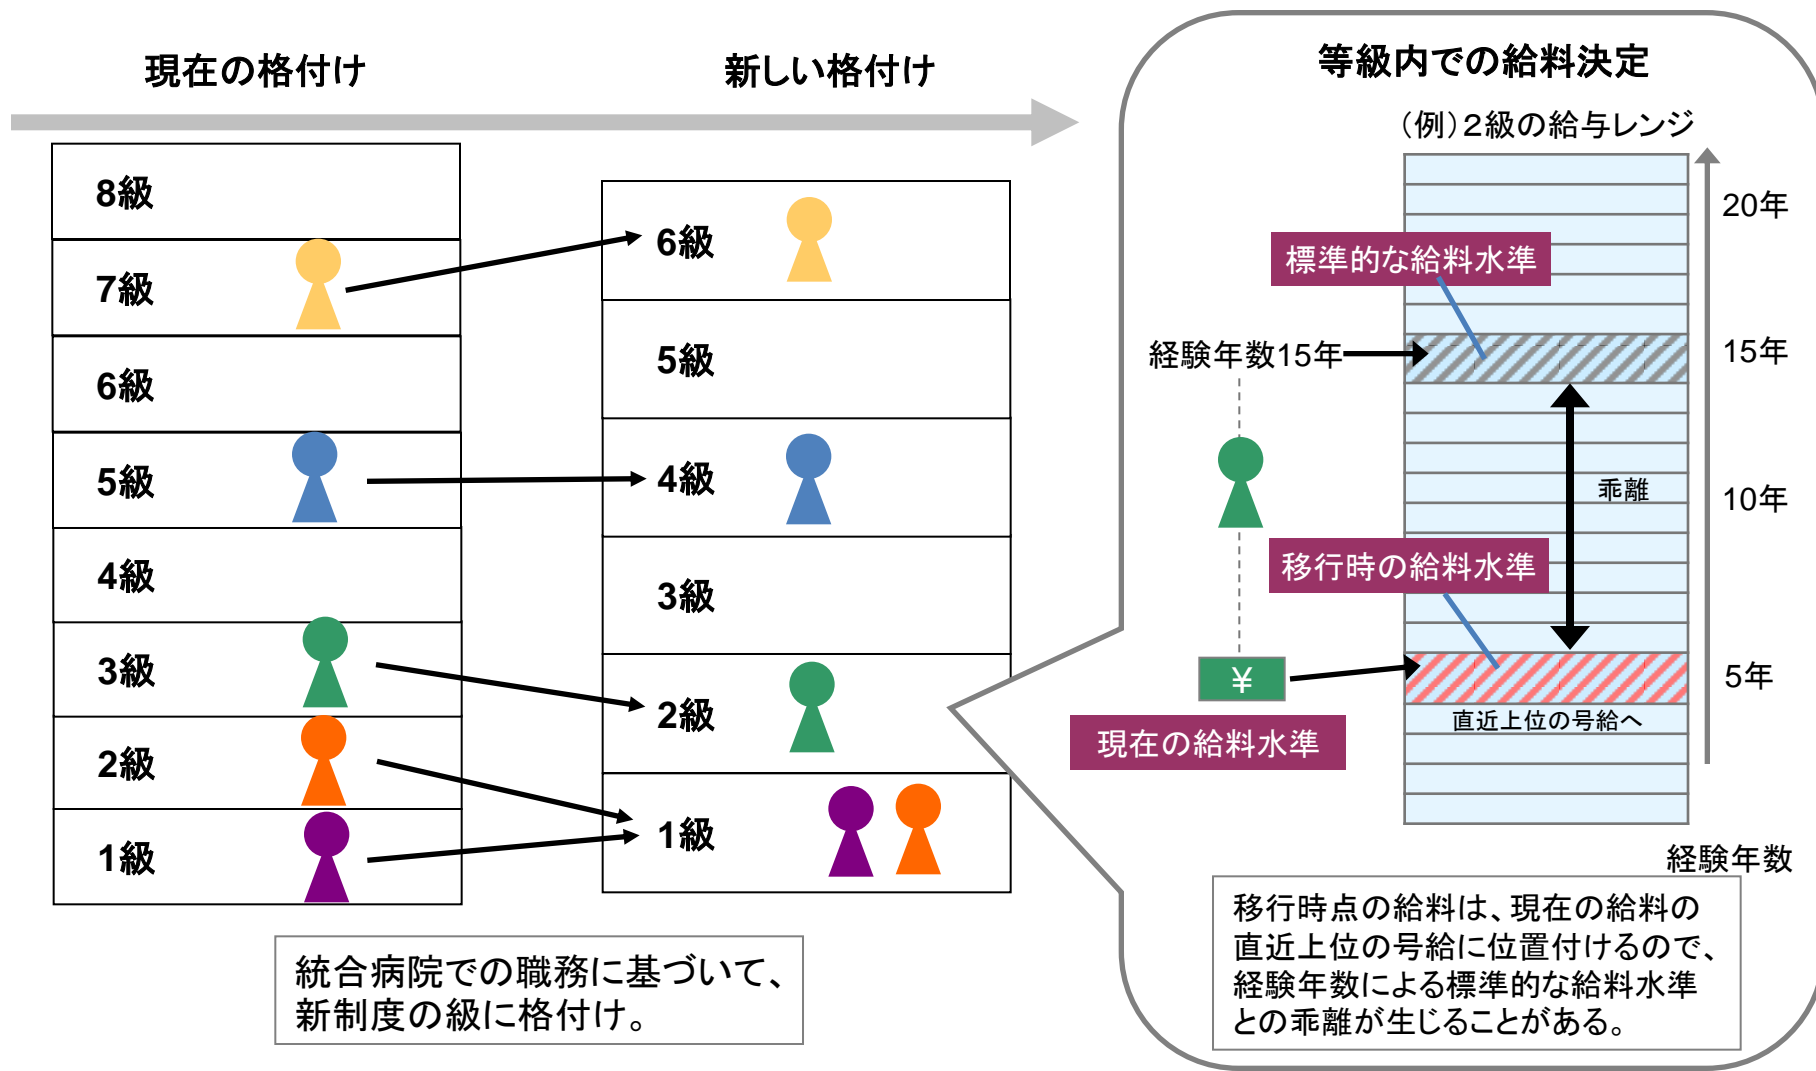 現在の格付け
新しい格付け
8級
7級
6級
5級
4級
3級
2級
1級
6級
5級
4級
3級
2級
1級
統合病院での職務に基づいて、
新制度の級に格付け。
等級内での給料決定
（例）２級の給与レンジ
20年
標準的な給料水準
経験年数15年
15年
乖離
10年
移行時の給料水準
5年
¥
直近上位の号給へ
現在の給料水準
経験年数
移行時点の給料は、現在の給料の
直近上位の号給に位置付けるので、
経験年数による標準的な給料水準
との乖離が生じることがある。